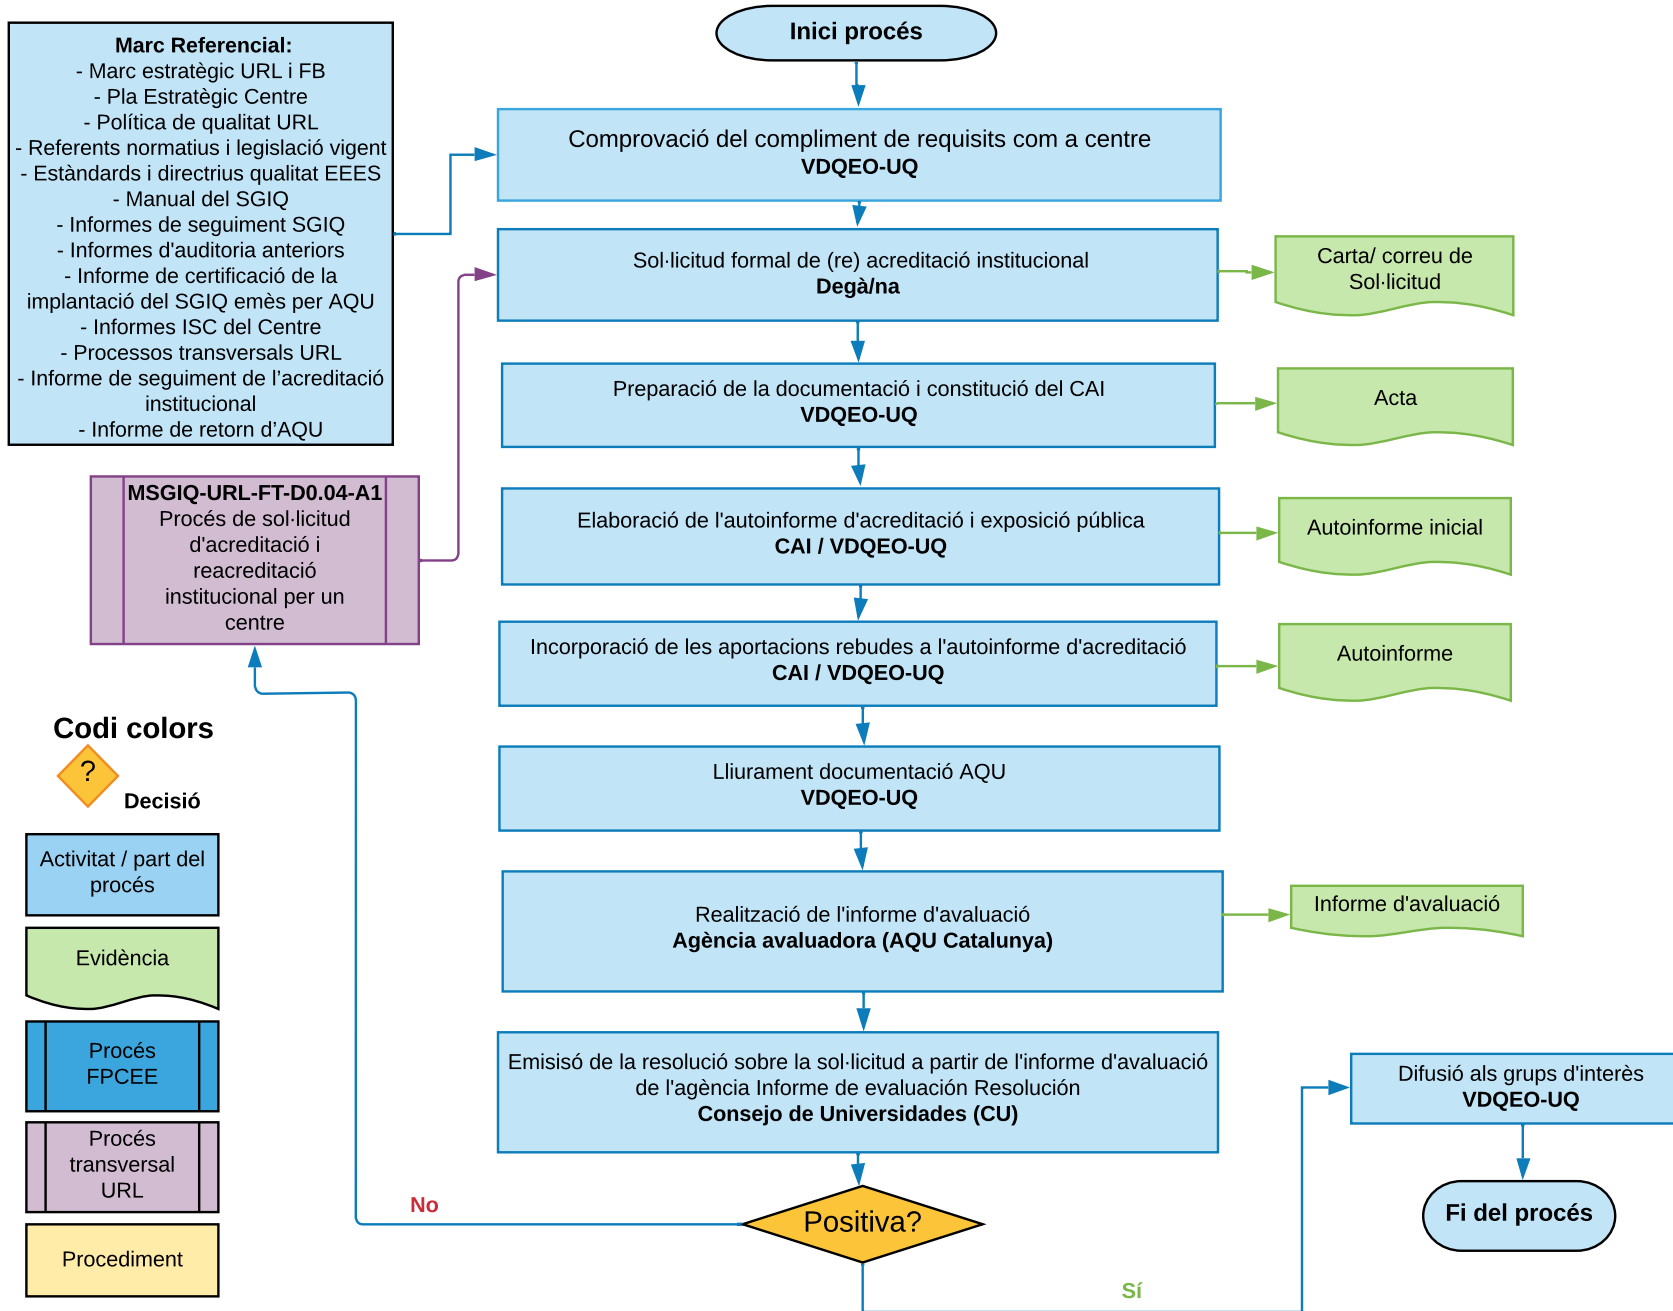 Marc Referencial:
- Marc estratègic URL i FB
- Pla Estratègic Centre
- Política de qualitat URL
- Referents normatius i legislació vigent
- Estàndards i directrius qualitat EEES
- Manual del SGIQ
- Informes de seguiment SGIQ
- Informes d'auditoria anteriors
- Informe de certificació de la
implantació del SGIQ emès per AQU
- Informes ISC del Centre
- Processos transversals URL
- Informe de seguiment de l’acreditació
institucional
- Informe de retorn d’AQU
Inici procés
Comprovació del compliment de requisits com a centre
VDQEO-UQ
Sol·licitud formal de (re) acreditació institucional
Degà/na
Carta/ correu de
Sol·licitud
Preparació de la documentació i constitució del CAI
VDQEO-UQ
Acta
MSGIQ-URL-FT-D0.04-A1
Procés de sol·licitud
d'acreditació i
reacreditació
institucional per un
centre
Elaboració de l'autoinforme d'acreditació i exposició pública
CAI / VDQEO-UQ
Autoinforme inicial
Incorporació de les aportacions rebudes a l'autoinforme d'acreditació
CAI / VDQEO-UQ
Autoinforme
Lliurament documentació AQU
VDQEO-UQ
Realització de l'informe d'avaluació
Agència avaluadora (AQU Catalunya)
Informe d'avaluació
Emisisó de la resolució sobre la sol·licitud a partir de l'informe d'avaluació
de l'agència Informe de evaluación Resolución
Consejo de Universidades (CU)
Positiva?
No
Sí
Difusió als grups d'interès
VDQEO-UQ
Fi del procés
Codi colors
?
Decisió
Activitat / part del
procés
Evidència
Procés
FPCEE
Procés
transversal
URL
Procediment